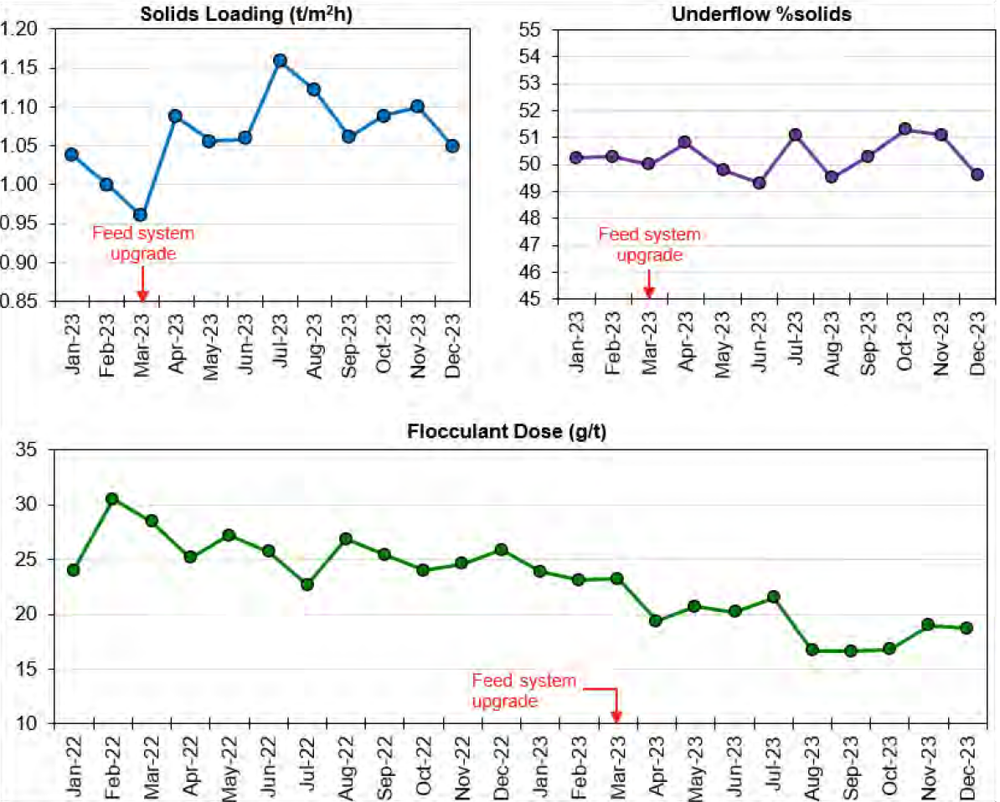 Solids Loading (t/m²h)
1.20
1.15
1.10
1.05
1.00
0.95
0.90
0.85
Feed system
upgrade
Jan-23
Feb-23
Mar-23
Apr-23
May-23
Jun-23
Jul-23
Aug-23
Sep-23
Oct-23
Nov-23
Dec-23
Underflow %solids
55
54
53
52
51
50
49
48
47
46
45
Feed system
upgrade
Jan-23
Feb-23
Mar-23
Apr-23
May-23
Jun-23
Jul-23
Aug-23
Sep-23
Oct-23
Nov-23
Dec-23
Flocculant Dose (g/t)
35
30
25
20
15
10
Feed system
upgrade
Jan-22
Feb-22
Mar-22
Apr-22
May-22
Jun-22
Jul-22
Aug-22
Sep-22
Oct-22
Nov-22
Dec-22
Jan-23
Feb-23
Mar-23
Apr-23
May-23
Jun-23
Jul-23
Aug-23
Sep-23
Oct-23
Nov-23
Dec-23